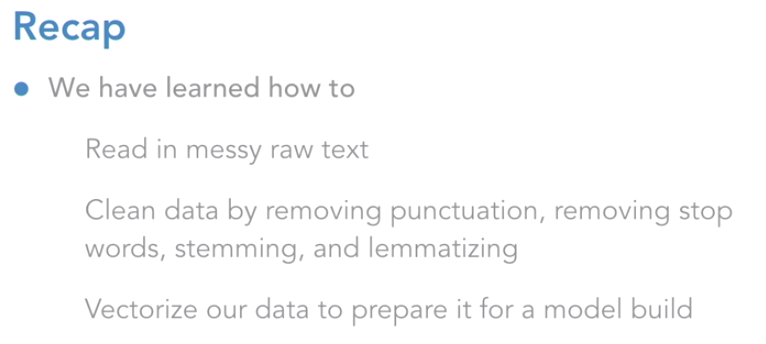 Recap
We have learned how to
Read in messy raw text
Clean data by removing punctuation, removing stop
words, stemming, and lemmatizing
Vectorize our data to prepare it for a model build